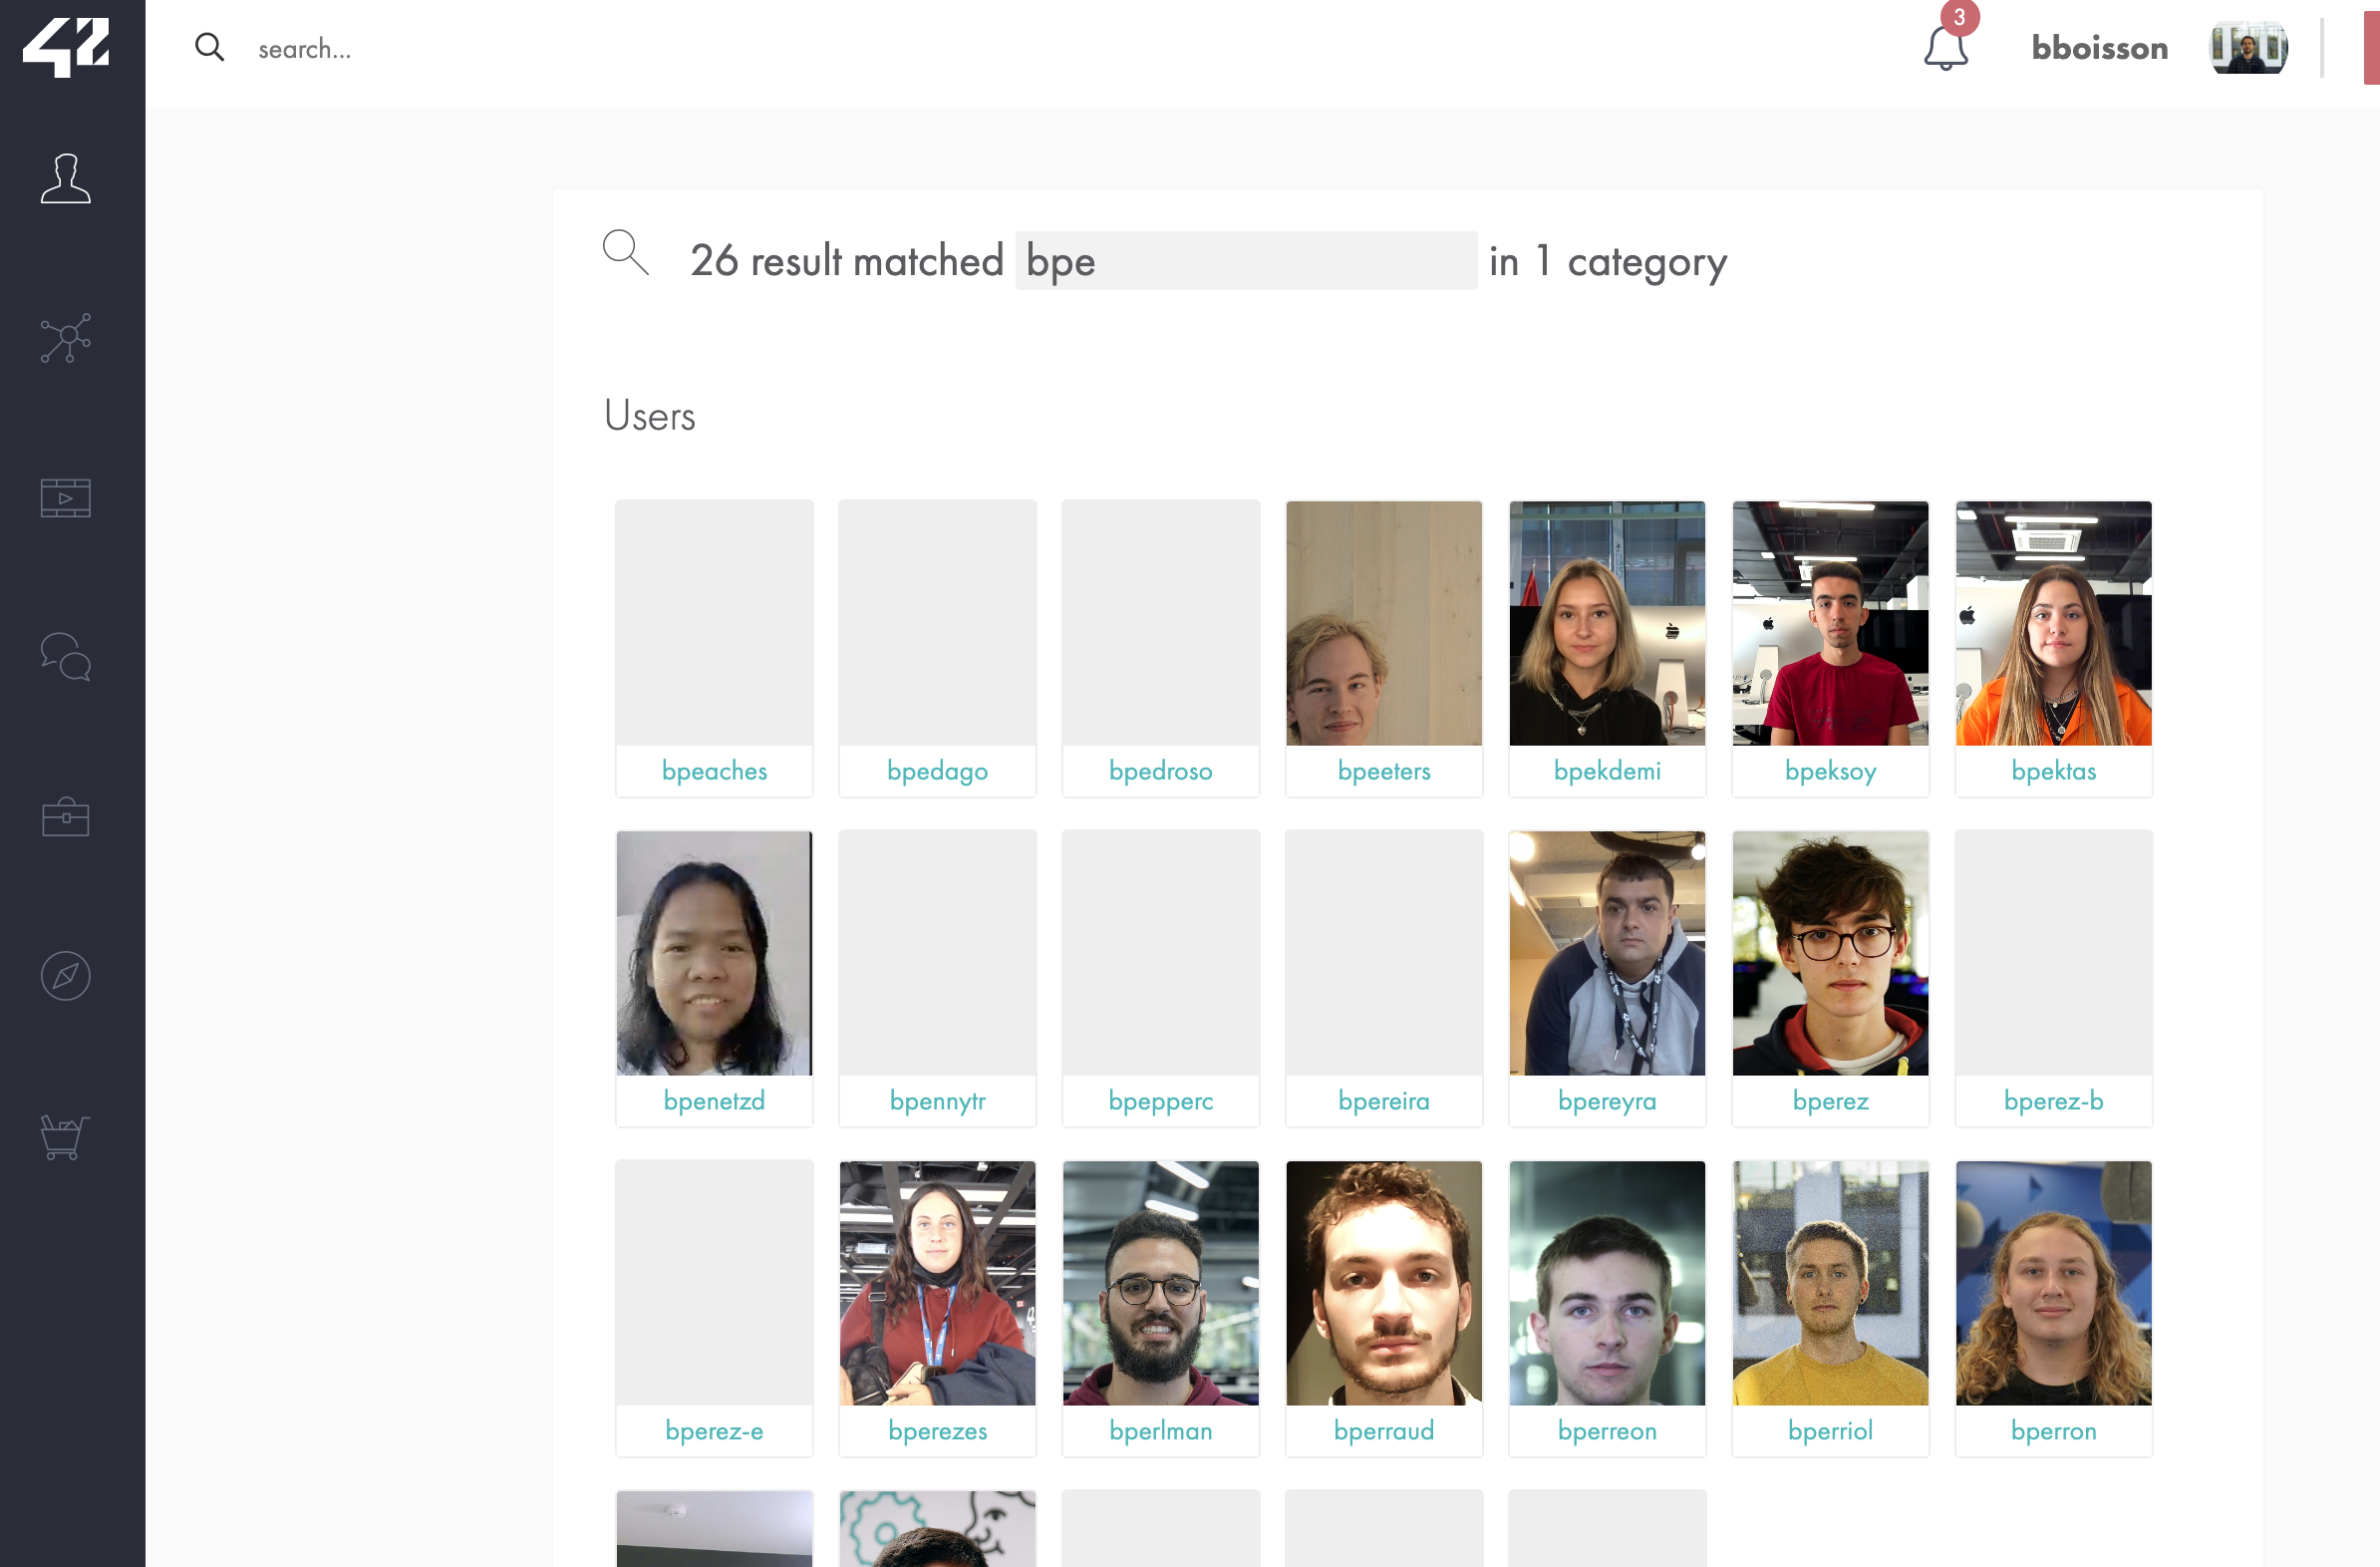 42
search...
3
bboisson
26 result matched bpe in 1 category
Users
bpeaches bpedago bpedroso bpeeters bpekdemi bpeksoy bpektas
bpenetzd bpennytr bpepperc bpereira bpereyra bperez bperez-b
bperez-e bperezes bperlman bperraud bperreon bperriol bperron